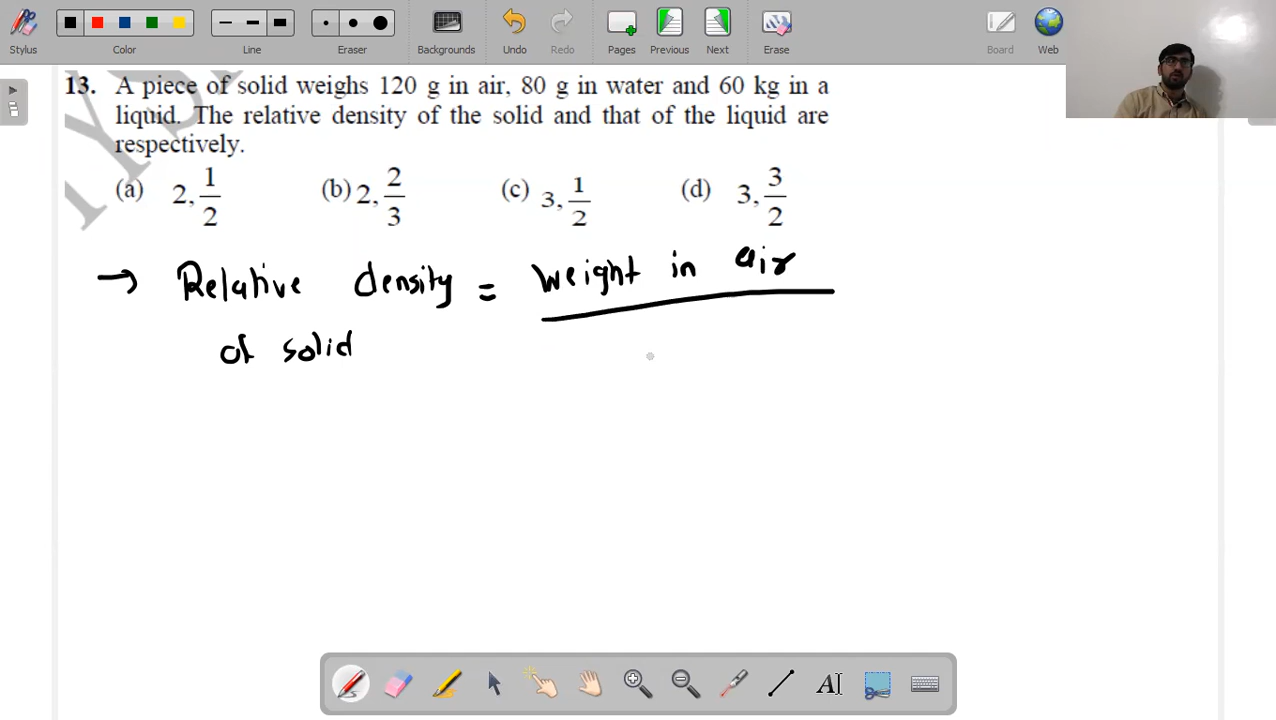 Stylus Color Line Eraser Backgrounds Undo Redo Pages Previous Next Erase Board Web
13. A piece of solid weighs 120 g in air, 80 g in water and 60 kg in a
liquid. The relative density of the solid and that of the liquid are
respectively.
(a) 2, 1/2 (b) 2, 2/3 (c) 3, 1/2 (d) 3, 3/2
→ Relative density = weight in air
of solid